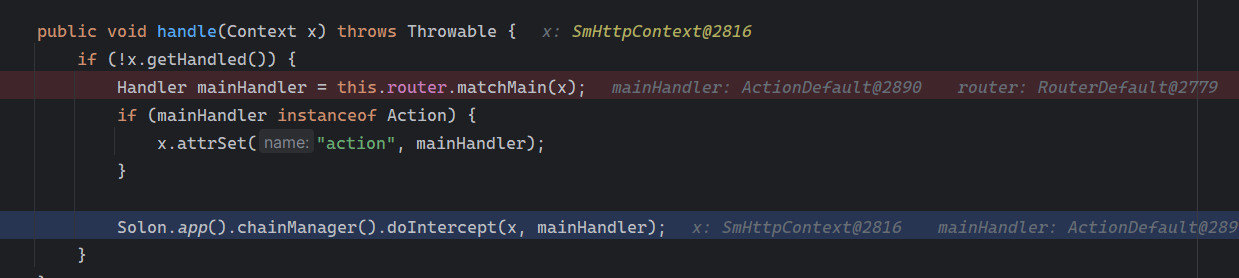 public void handle(Context x) throws Throwable {   x: SmHttpContext@2816
    if (!x.getHandled()) {
        Handler mainHandler = this.router.matchMain(x);   mainHandler: ActionDefault@2890    router: RouterDefault@2779
        if (mainHandler instanceof Action) {
            x.attrSet( name: "action", mainHandler);
        }
        Solon.app().chainManager().doIntercept(x, mainHandler);   x: SmHttpContext@2816    mainHandler: ActionDefault@289
    }